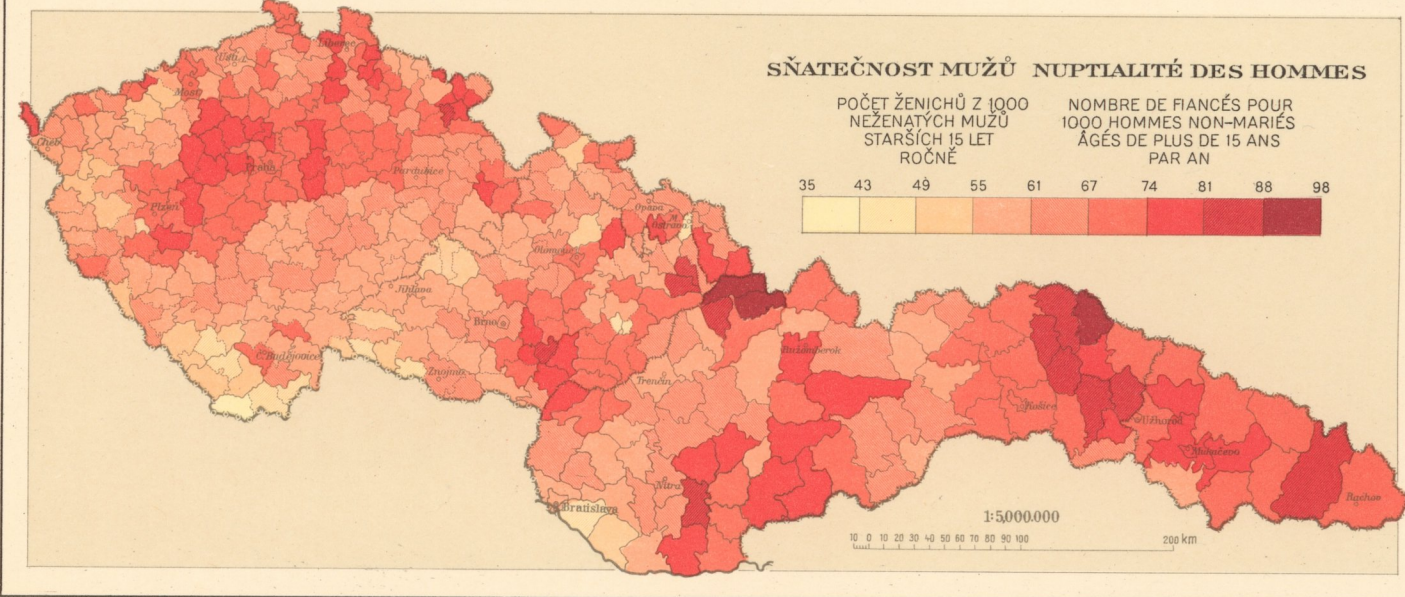 SŇATEČNOST MUŽŮ NUPTIALITÉ DES HOMMES
POČET ŽENICHŮ Z 1000
NEŽENATÝCH MUŽŮ
STARŠÍCH 15 LET
ROČNĚ
NOMBRE DE FIANCÉS POUR
1000 HOMMES NON-MARIÉS
ÂGÉS DE PLUS DE 15 ANS
PAR AN
35 43 49 55 61 67 74 81 88 98
Liberec
Ústí
Most
Cheb
Praha
Pardubice
Plzeň
Opava
M. Ostrava
Olomouc
Jihlava
Brno
Č. Budějovice
Znojmo
Ružomberok
Trenčín
Košice
Užhorod
Mukačevo
Nitra
Rachov
Bratislava
1:5,000.000
10 0 10 20 30 40 50 60 70 80 90 100 200 km